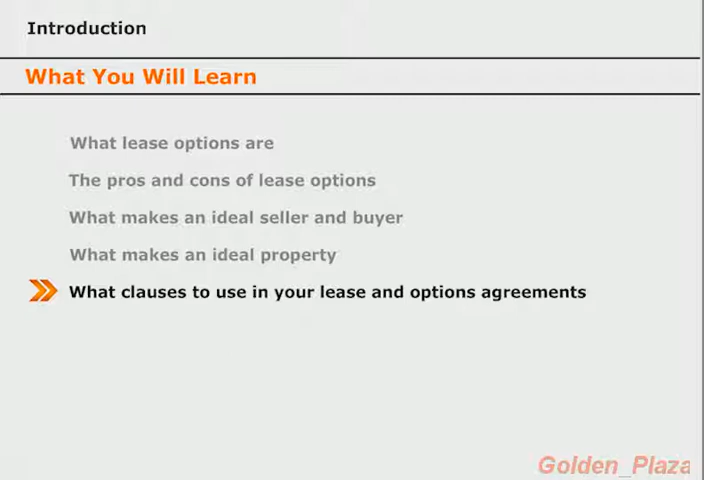 Introduction
What You Will Learn
What lease options are
The pros and cons of lease options
What makes an ideal seller and buyer
What makes an ideal property
What clauses to use in your lease and options agreements
Golden_Plaza